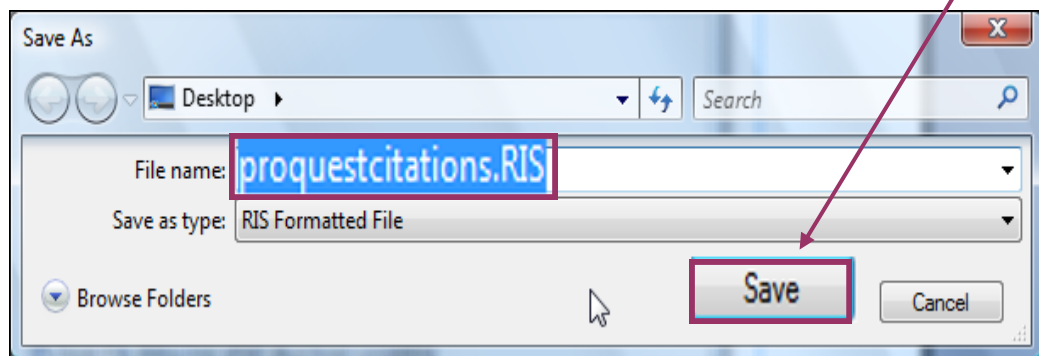 Save As
Desktop
Search
File name: proquestcitations.RIS
Save as type: RIS Formatted File
Browse Folders
Save
Cancel